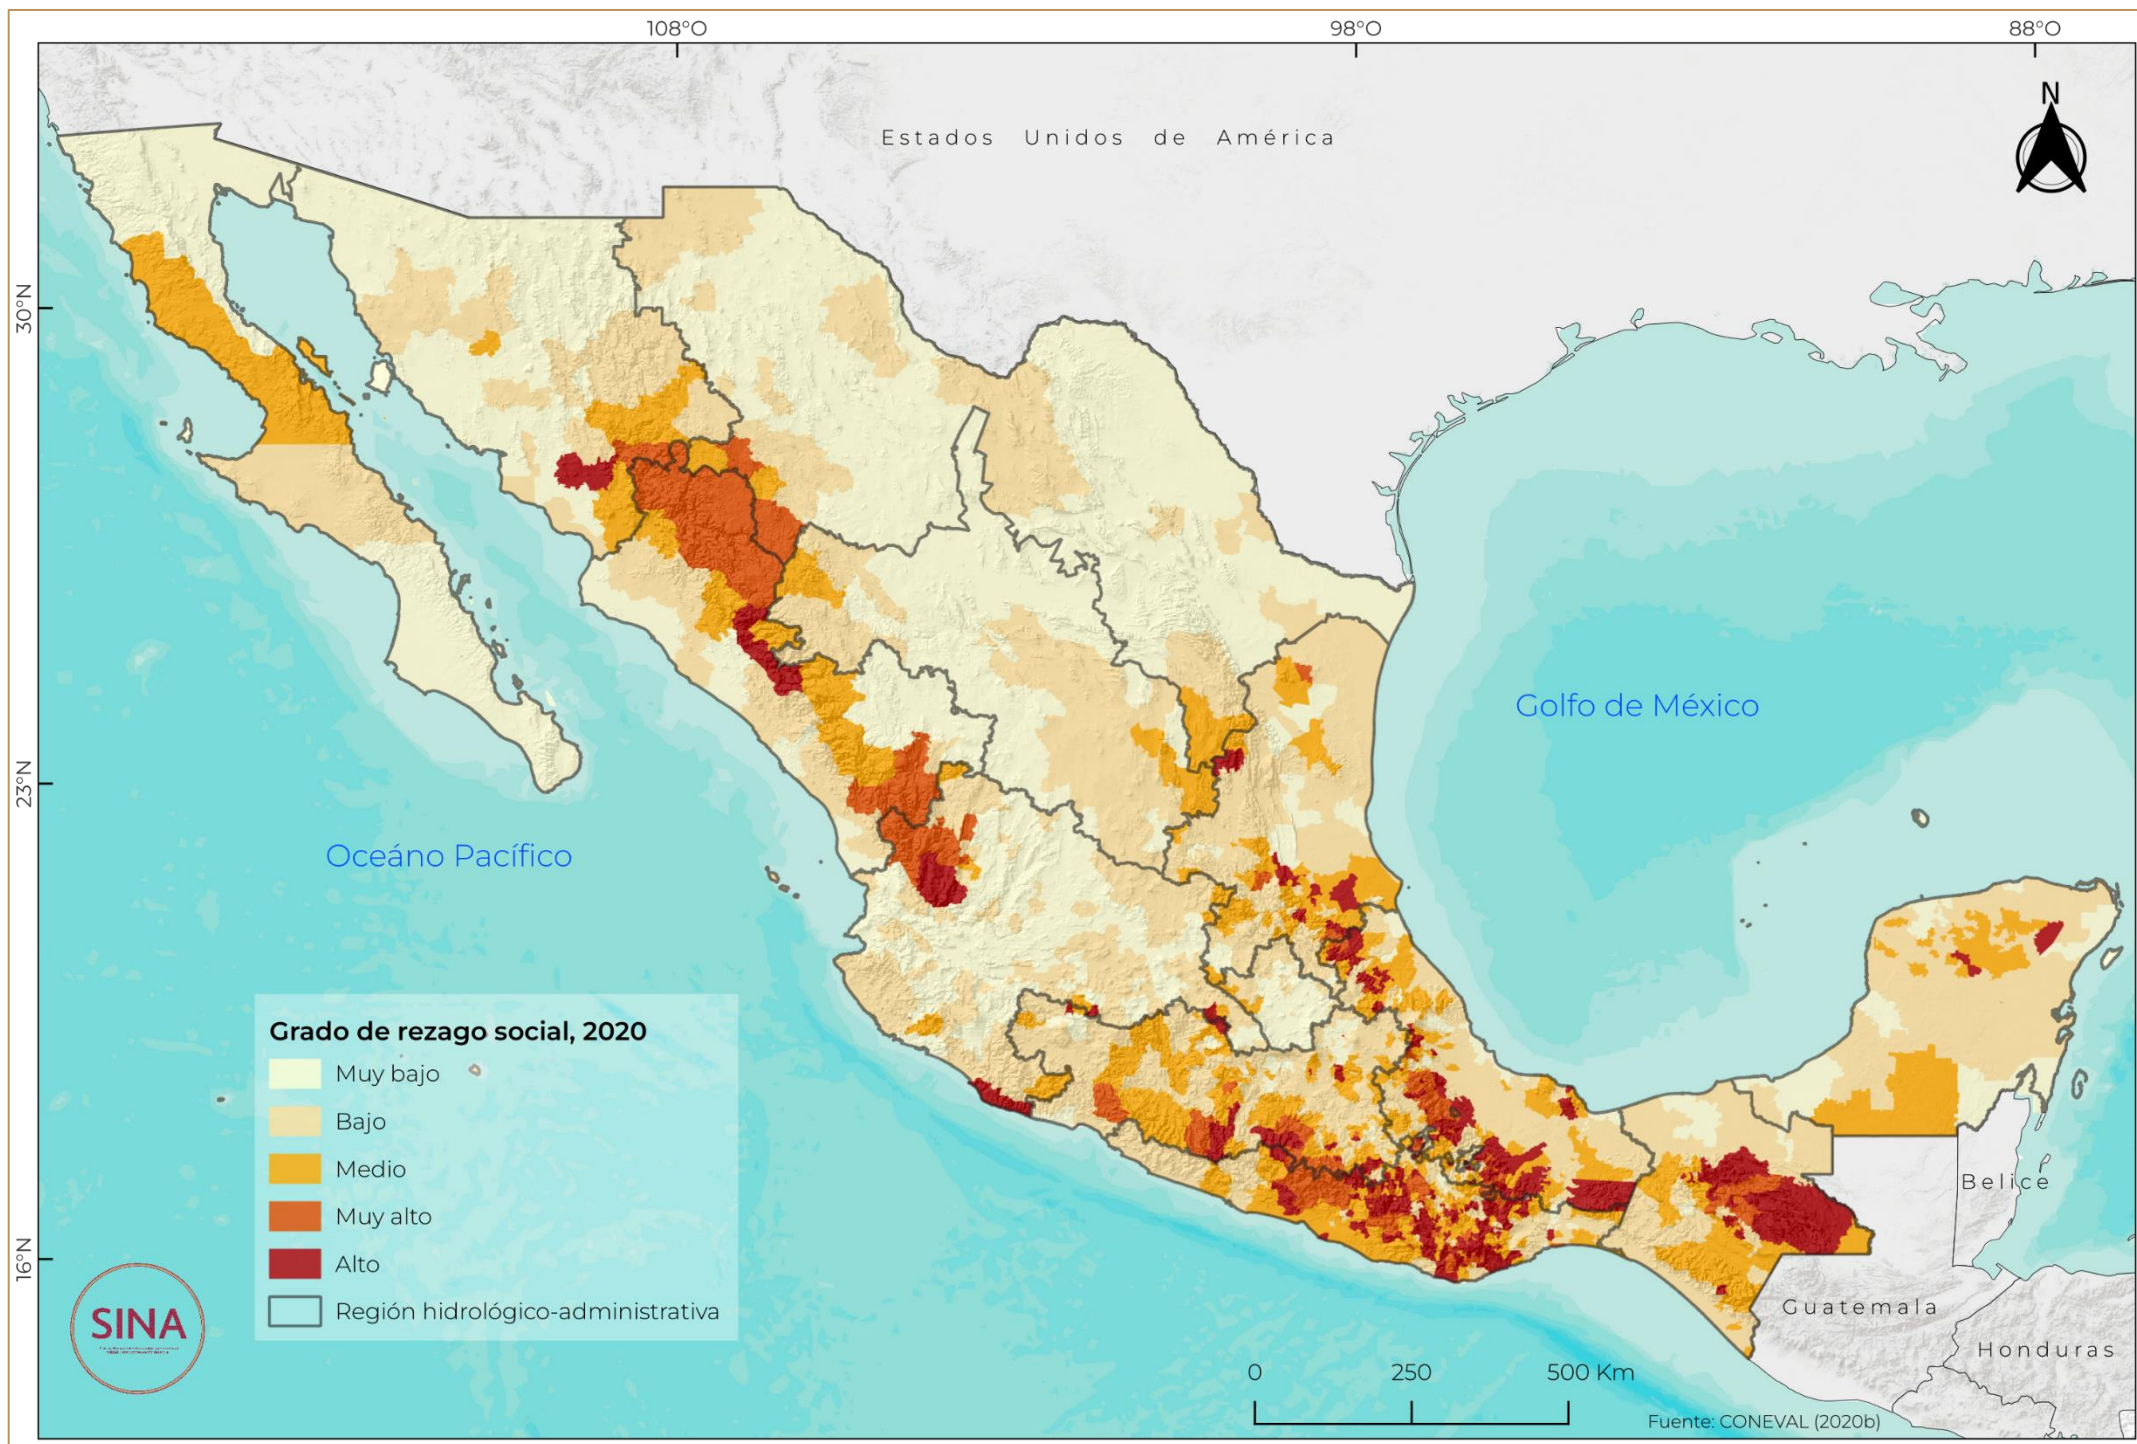 108°O
98°O
88°O
N
Estados Unidos de América
30°N
Golfo de México
23°N
Oceáno Pacífico
Grado de rezago social, 2020
Muy bajo
Bajo
Medio
Muy alto
Alto
Región hidrológico-administrativa
Belice
16°N
SINA
Guatemala
Honduras
0 250 500 Km
Fuente: CONEVAL (2020b)